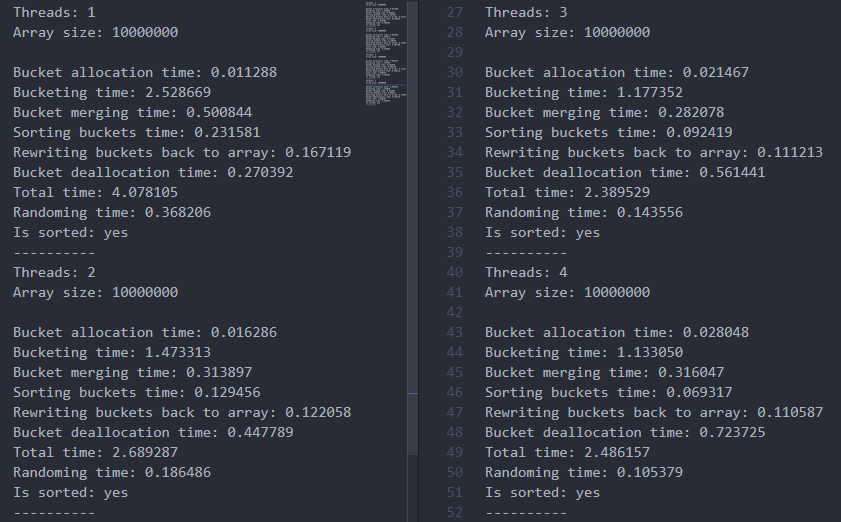 Threads: 1
Array size: 10000000
Bucket allocation time: 0.011288
Bucketing time: 2.528669
Bucket merging time: 0.500844
Sorting buckets time: 0.231581
Rewriting buckets back to array: 0.167119
Bucket deallocation time: 0.270392
Total time: 4.078105
Randoming time: 0.368206
Is sorted: yes
----------
Threads: 2
Array size: 10000000
Bucket allocation time: 0.016286
Bucketing time: 1.473313
Bucket merging time: 0.313897
Sorting buckets time: 0.129456
Rewriting buckets back to array: 0.122058
Bucket deallocation time: 0.447789
Total time: 2.689287
Randoming time: 0.186486
Is sorted: yes
----------
27 Threads: 3
28 Array size: 10000000
29
30 Bucket allocation time: 0.021467
31 Bucketing time: 1.177352
32 Bucket merging time: 0.282078
33 Sorting buckets time: 0.092419
34 Rewriting buckets back to array: 0.111213
35 Bucket deallocation time: 0.561441
36 Total time: 2.389529
37 Randoming time: 0.143556
38 Is sorted: yes
39 ----------
40 Threads: 4
41 Array size: 10000000
42
43 Bucket allocation time: 0.028048
44 Bucketing time: 1.133050
45 Bucket merging time: 0.316047
46 Sorting buckets time: 0.069317
47 Rewriting buckets back to array: 0.110587
48 Bucket deallocation time: 0.723725
49 Total time: 2.486157
50 Randoming time: 0.105379
51 Is sorted: yes
52 ----------